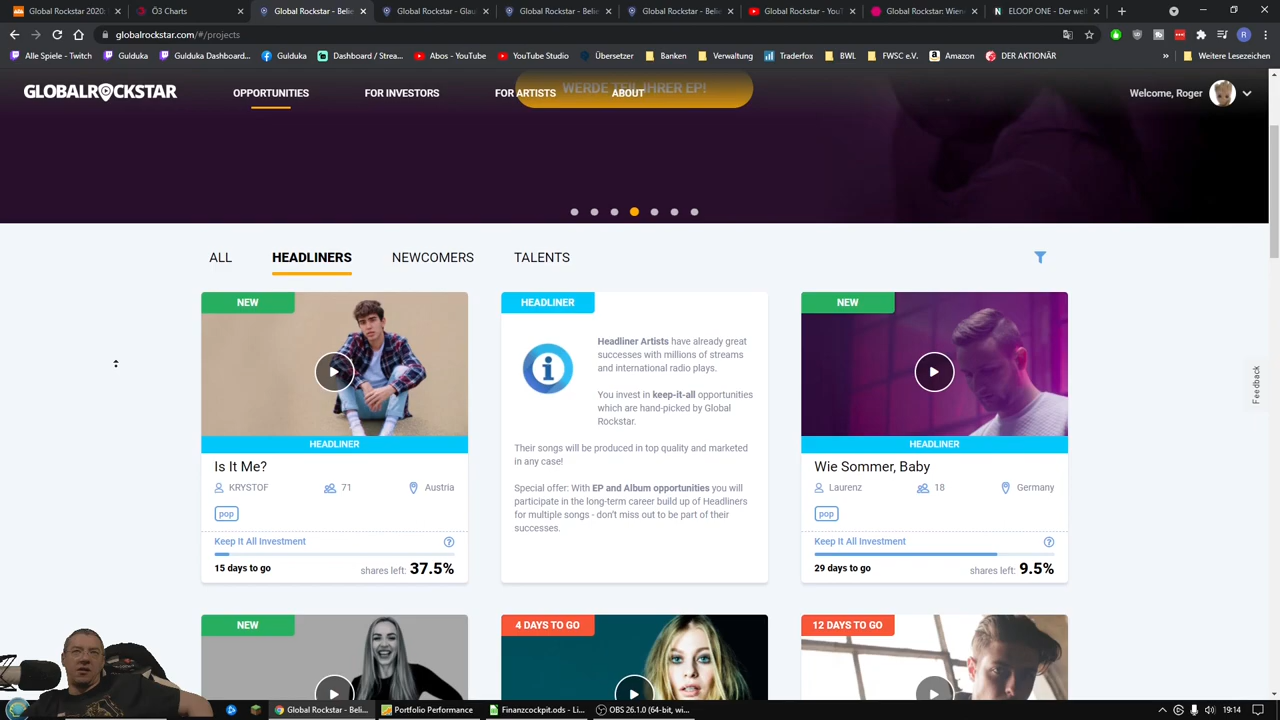 Global Rockstar 2020:
Ö3 Charts
Global Rockstar - Belie
Ö3 Charts - Glau
Global Rockstar - Belie
Global Rockstar - Belie
Global Rockstar - YouT
Global Rockstar Wien
ELOOP ONE - Der welt
globalrockstar.com/#/projects
Alle Spiele - Twitch
Gulduka
Gulduka Dashboard...
Gulduka
Dashboard / Strea...
Abos - YouTube
YouTube Studio
Übersetzer
Banken
Verwaltung
Traderfox
BWL
FWSC e.V.
Amazon
DER AKTIONÄR
Weitere Lesezeichen
GLOBALROCKSTAR
OPPORTUNITIES
FOR INVESTORS
FOR ARTISTS
ABOUT
WERDE TEIL IHRER EP!
Welcome, Roger
ALL
HEADLINERS
NEWCOMERS
TALENTS
NEW
HEADLINER
Is It Me?
KRYSTOF
71
Austria
pop
Keep It All Investment
15 days to go
shares left: 37.5%
HEADLINER
Headliner Artists have already great
successes with millions of streams
and international radio plays.
You invest in keep-it-all opportunities
which are hand-picked by Global
Rockstar.
Their songs will be produced in top quality and marketed
in any case!
Special offer: With EP and Album opportunities you will
participate in the long-term career build up of Headliners
for multiple songs - don't miss out to be part of their
successes.
NEW
HEADLINER
Wie Sommer, Baby
Laurenz
18
Germany
pop
Keep It All Investment
29 days to go
shares left: 9.5%
Feedback
NEW
4 DAYS TO GO
12 DAYS TO GO
Global Rockstar - Beli...
Portfolio Performance
Finanzcockpit.ods - Li...
OBS 26.1.0 (64-bit, wi...
19:14